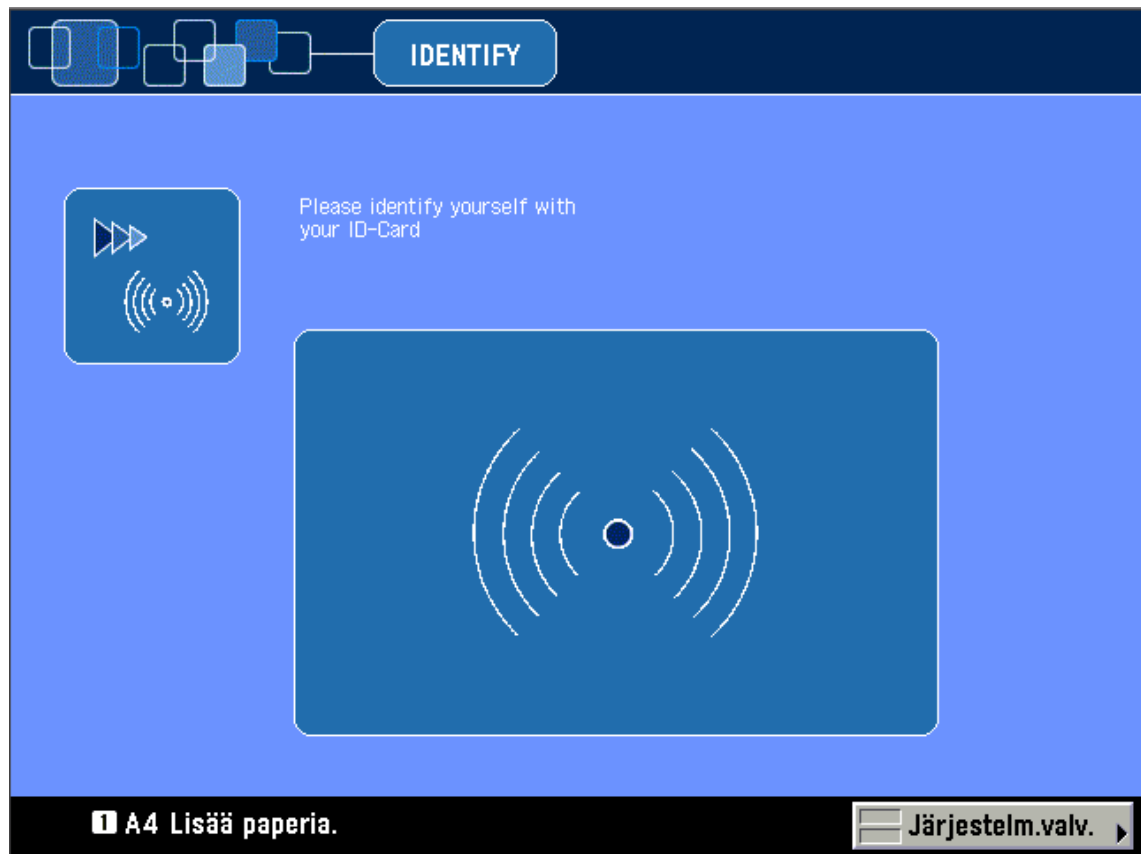 IDENTIFY
Please identify yourself with
your ID-Card
1 A4 Lisää paperia.
Järjestelm.valv.